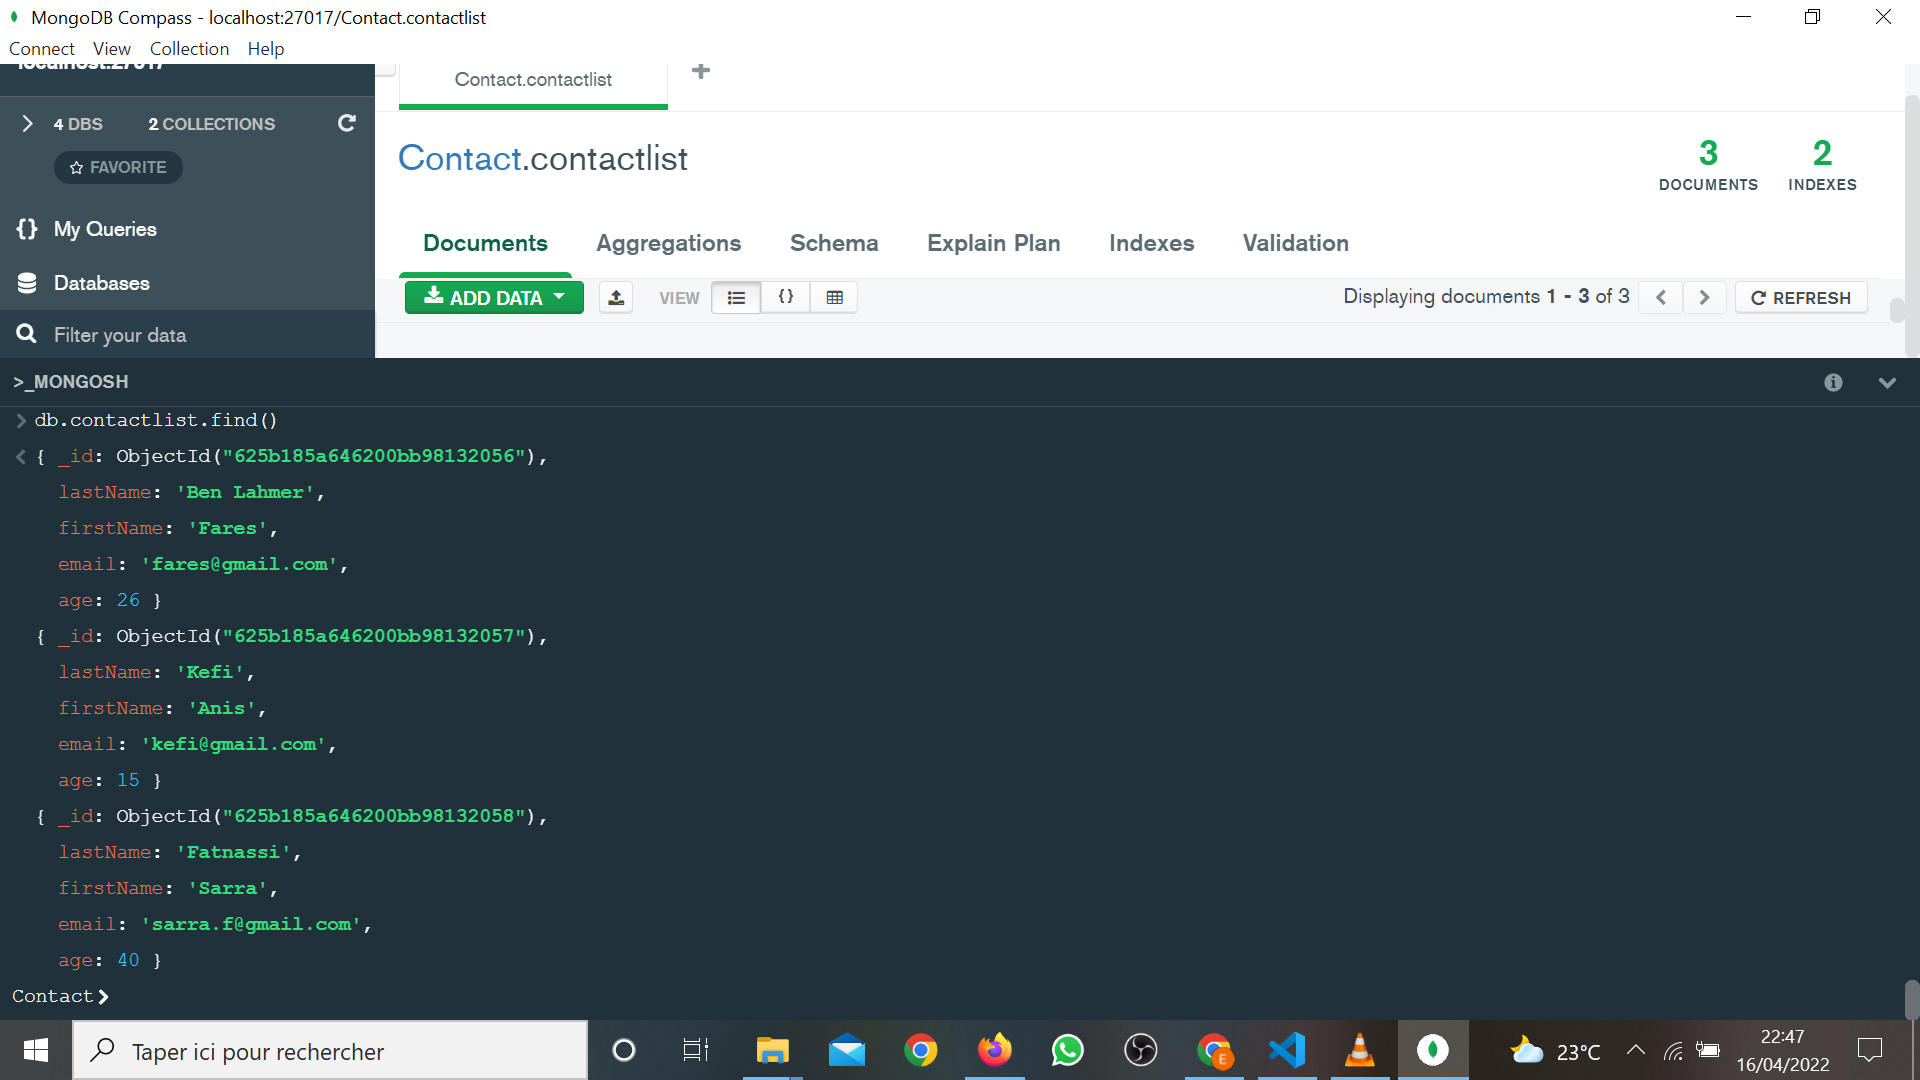 MongoDB Compass - localhost:27017/Contact.contactlist
Connect View Collection Help
localhost:27017
Contact.contactlist
4 DBS 2 COLLECTIONS
FAVORITE
Contact.contactlist
3 2
DOCUMENTS INDEXES
My Queries
Documents Aggregations Schema Explain Plan Indexes Validation
Databases
ADD DATA VIEW {} Displaying documents 1 - 3 of 3 REFRESH
Filter your data
>_MONGOSH
db.contactlist.find()
{ _id: ObjectId("625b185a646200bb98132056"),
lastName: 'Ben Lahmer',
firstName: 'Fares',
email: 'fares@gmail.com',
age: 26 }
{ _id: ObjectId("625b185a646200bb98132057"),
lastName: 'Kefi',
firstName: 'Anis',
email: 'kefi@gmail.com',
age: 15 }
{ _id: ObjectId("625b185a646200bb98132058"),
lastName: 'Fatnassi',
firstName: 'Sarra',
email: 'sarra.f@gmail.com',
age: 40 }
Contact>
Taper ici pour rechercher
E
23°C
22:47
16/04/2022